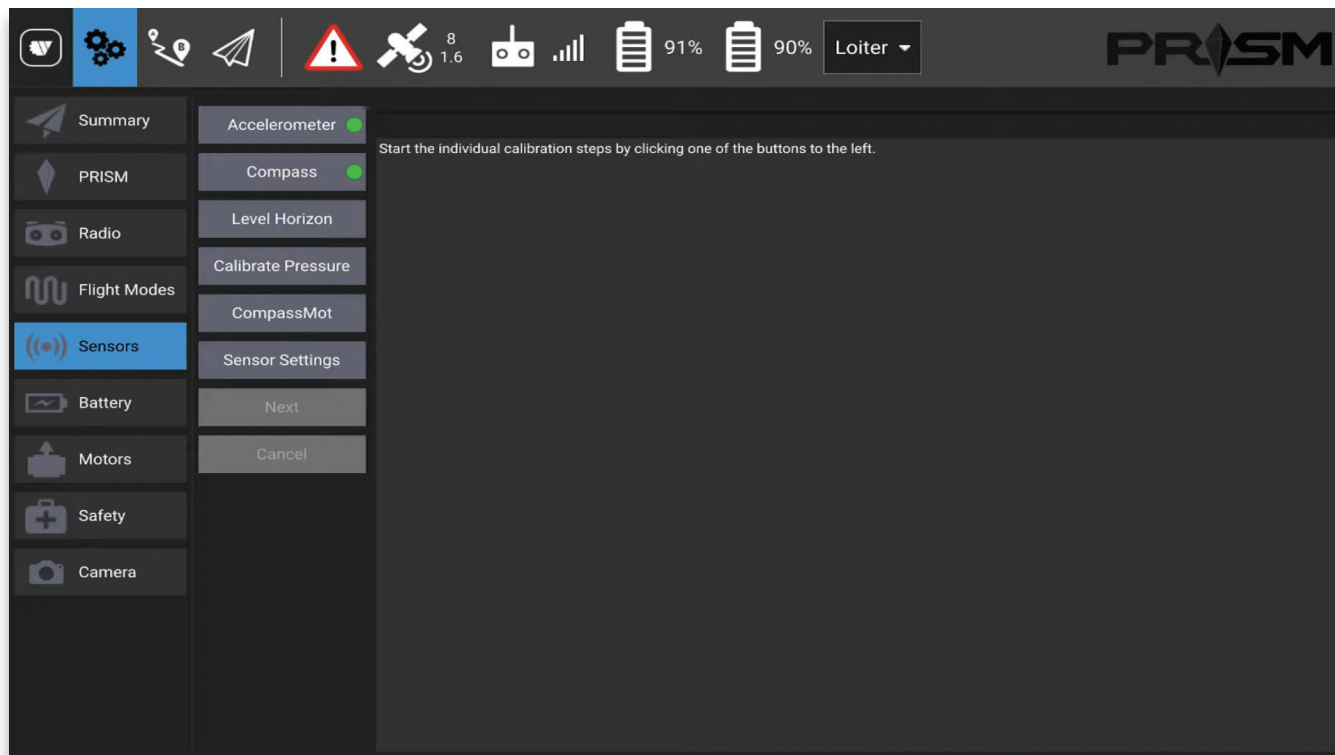 8
1.6
91%
90%
Loiter
PRISM
Summary
PRISM
Radio
Flight Modes
Sensors
Battery
Motors
Safety
Camera
Accelerometer
Compass
Level Horizon
Calibrate Pressure
CompassMot
Sensor Settings
Next
Cancel
Start the individual calibration steps by clicking one of the buttons to the left.